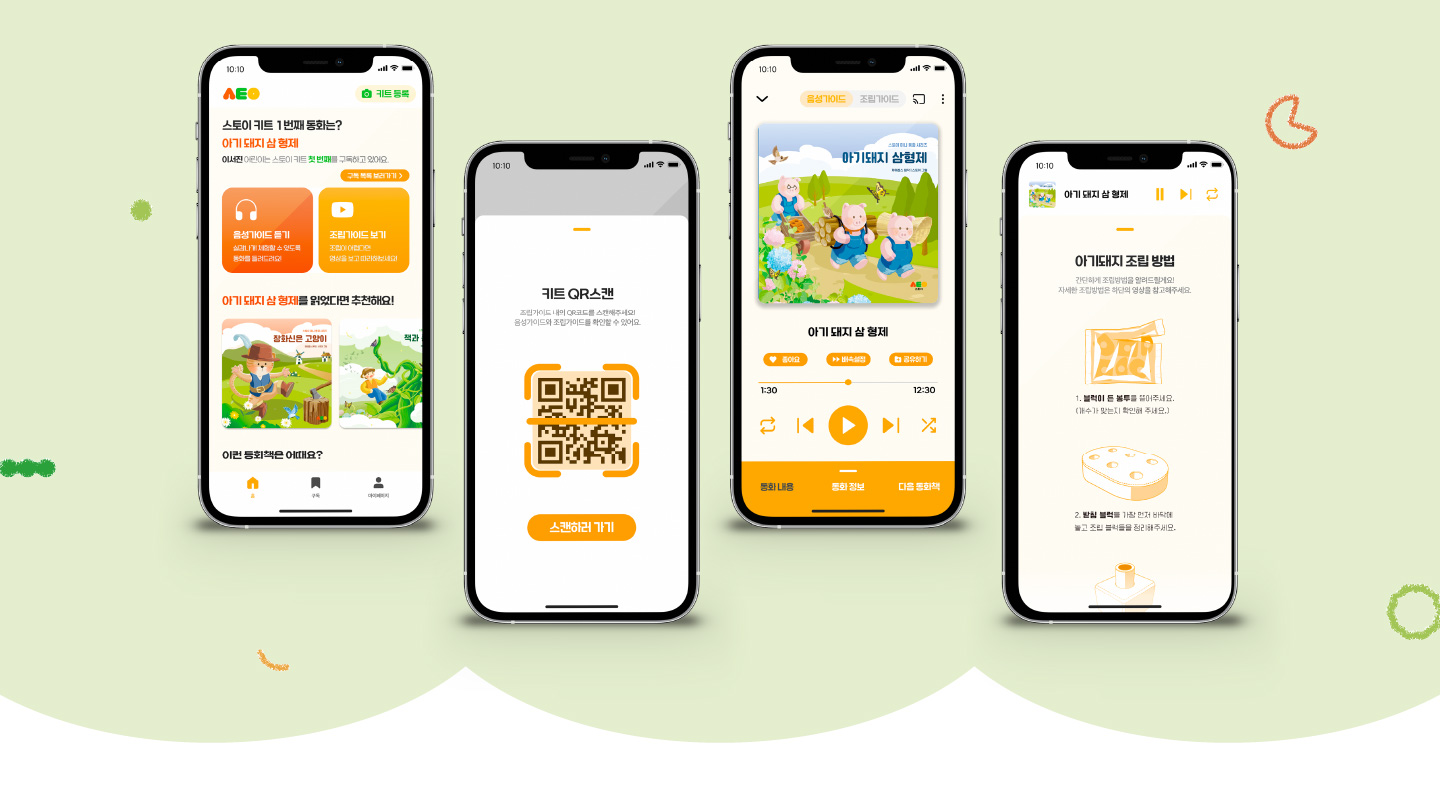 10:10
AEO
키트 등록
스토이 키트 1번째 동화는?
아기 돼지 삼 형제
이서진 어린이는 스토이 키트 첫 번째를 구독하고 있어요.
구독 목록 보러가기 >
음성가이드 듣기
실감나게 체험할 수 있도록
동화를 들려드려요!
조립가이드 보기
조립이 어렵다면
영상을 보고 따라해보세요!
아기 돼지 삼 형제를 읽었다면 추천해요!
장화신은 고양이
책과
이런 동화책은 어때요?
홈
구독
마이페이지
10:10
키트 QR스캔
조립가이드 내의 QR코드를 스캔해주세요!
음성가이드와 조립가이드를 확인할 수 있어요.
스캔하러 가기
10:10
음성가이드
조립가이드
아기돼지 삼형제
AEO
아기 돼지 삼 형제
좋아요
배속설정
공유하기
1:30
12:30
동화 내용
동화 정보
다음 동화책
10:10
아기 돼지 삼 형제
아기돼지 조립 방법
간단하게 조립방법을 알려드릴게요!
자세한 조립방법은 하단의 영상을 참고해주세요.
1. 블럭이 든 봉투를 뜯어주세요.
(개수가 맞는지 확인해 주세요.)
2. 받침 블럭을 가장 먼저 바닥에
놓고 조립 블럭들을 정리해주세요.